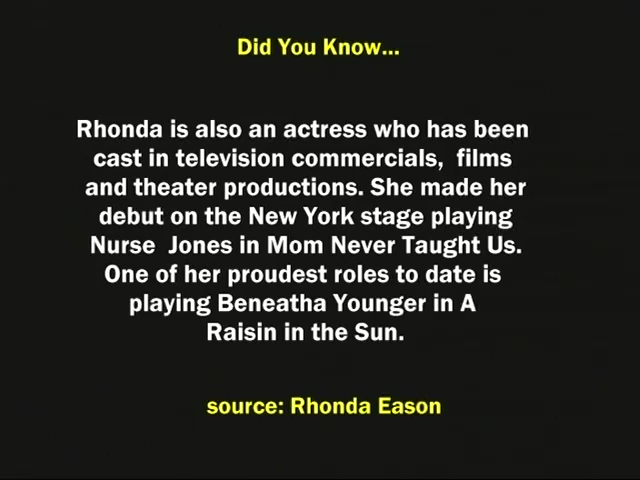 Did You Know...
Rhonda is also an actress who has been
cast in television commercials,  films
and theater productions. She made her
debut on the New York stage playing
Nurse  Jones in Mom Never Taught Us.
One of her proudest roles to date is
playing Beneatha Younger in A
Raisin in the Sun.
source: Rhonda Eason